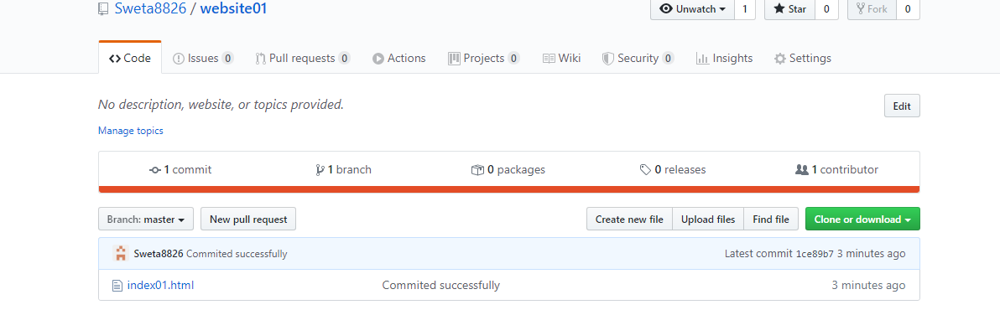 Sweta8826 / website01
Unwatch 1 Star 0 Fork 0
Code Issues 0 Pull requests 0 Actions Projects 0 Wiki Security 0 Insights Settings
No description, website, or topics provided.
Edit
Manage topics
1 commit 1 branch 0 packages 0 releases 1 contributor
Branch: master New pull request Create new file Upload files Find file Clone or download
Sweta8826 Commited successfully Latest commit 1ce89b7 3 minutes ago
index01.html Commited successfully 3 minutes ago